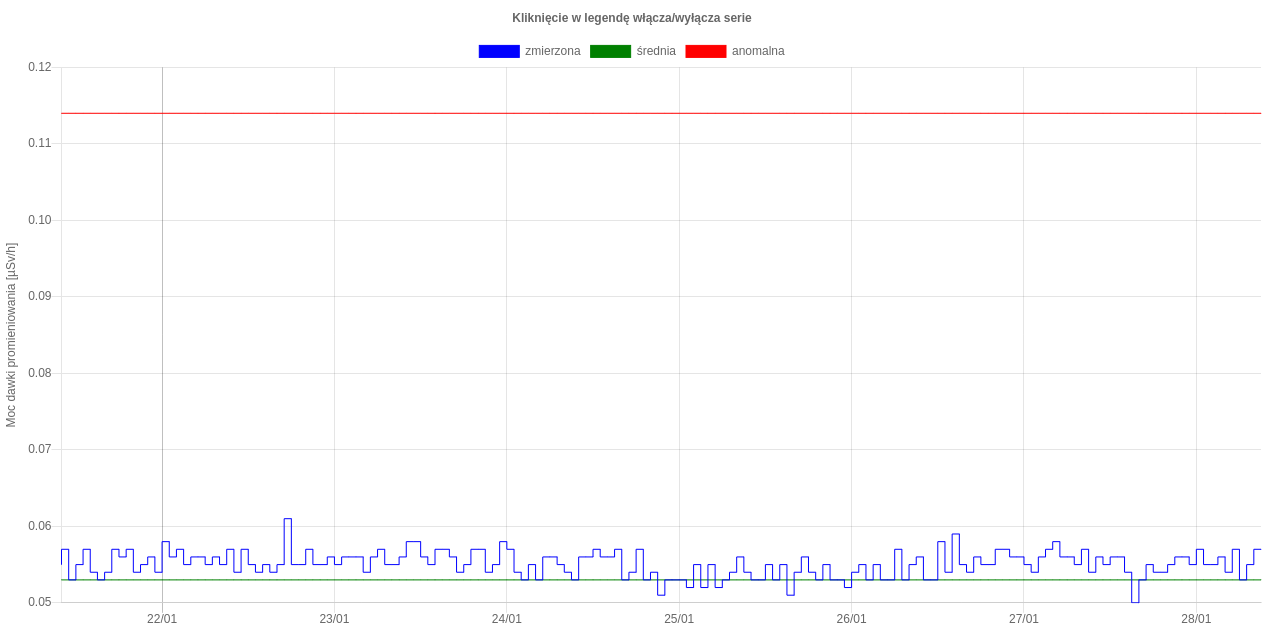 Kliknięcie w legendę włącza/wyłącza serie
zmierzona średnia anomalna
Moc dawki promieniowania [µSv/h]
0.12
0.11
0.10
0.09
0.08
0.07
0.06
0.05
22/01 23/01 24/01 25/01 26/01 27/01 28/01